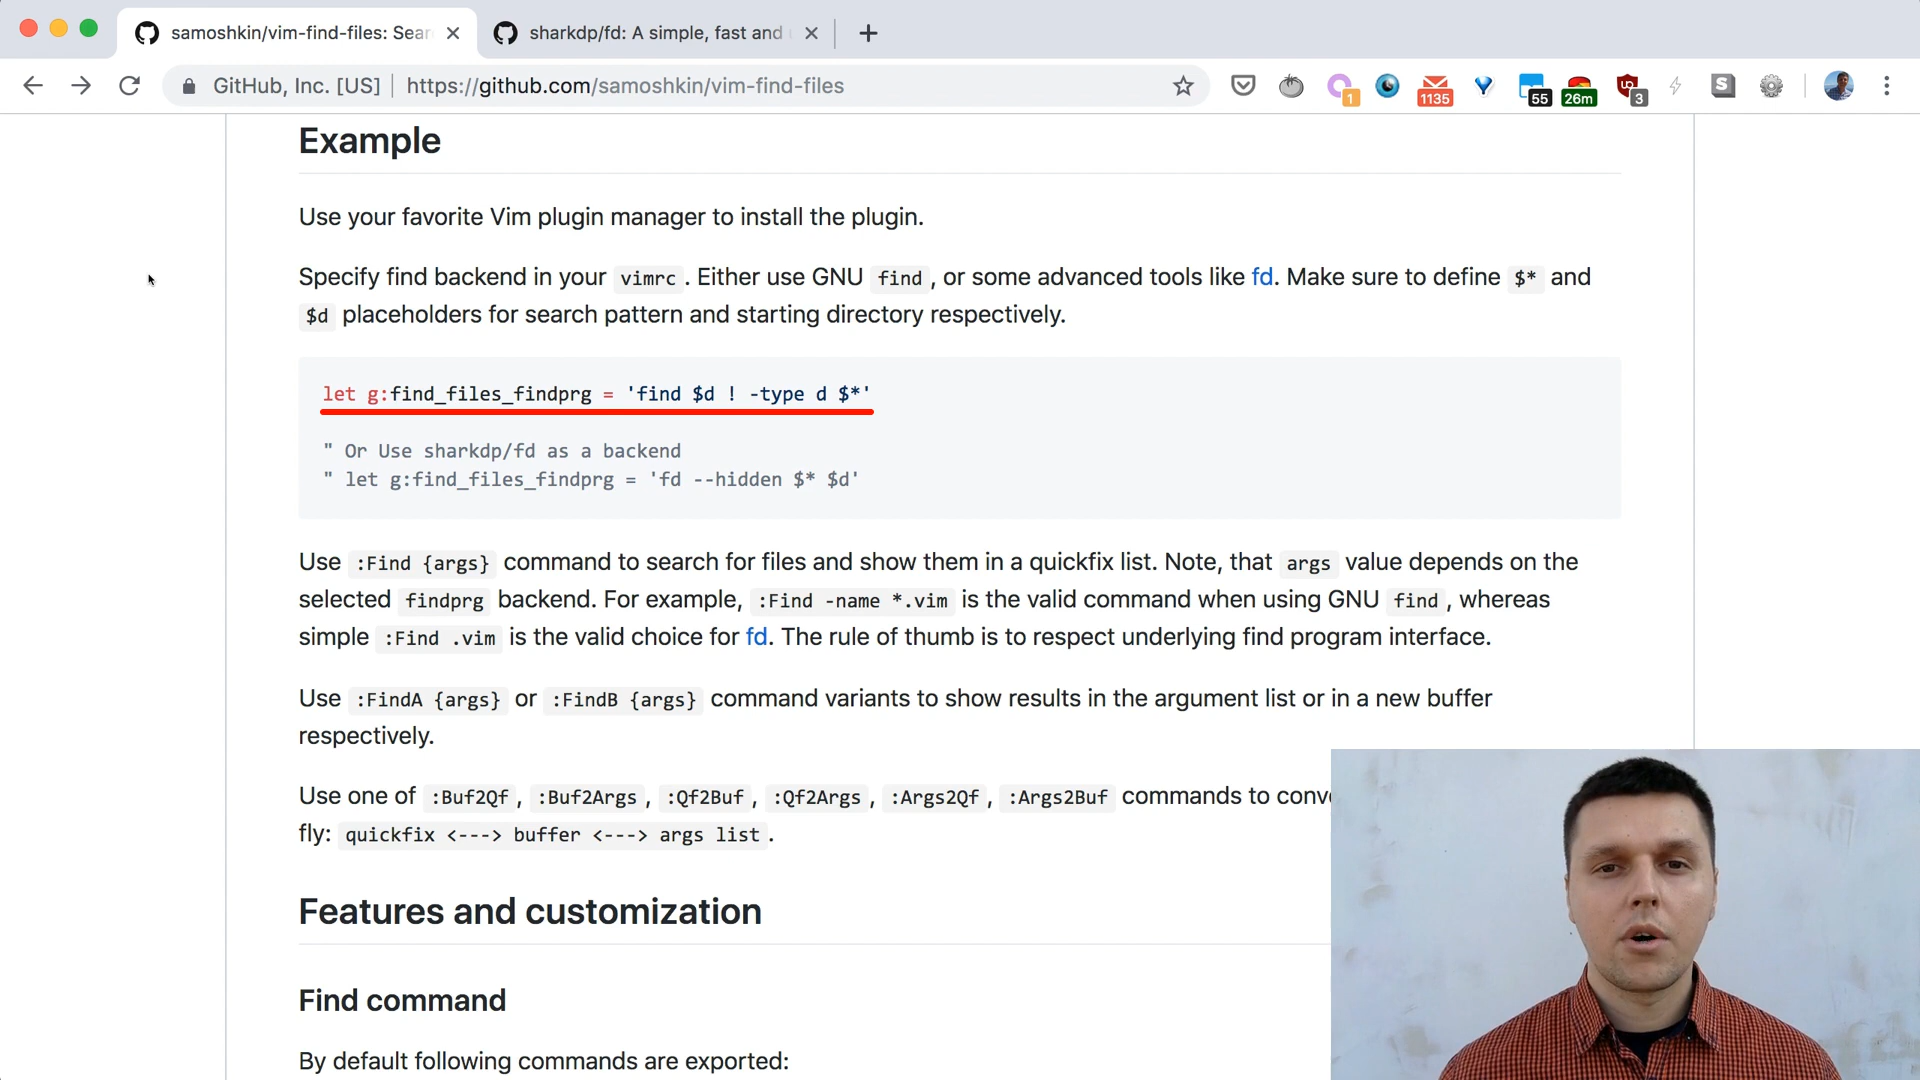 samoshkin/vim-find-files: Sear
sharkdp/fd: A simple, fast and
GitHub, Inc. [US] | https://github.com/samoshkin/vim-find-files
1
1135
55
26m
3
S
Example
Use your favorite Vim plugin manager to install the plugin.
Specify find backend in your vimrc . Either use GNU find , or some advanced tools like fd. Make sure to define $* and
$d placeholders for search pattern and starting directory respectively.
let g:find_files_findprg = 'find $d ! -type d $*'
" Or Use sharkdp/fd as a backend
" let g:find_files_findprg = 'fd --hidden $* $d'
Use :Find {args} command to search for files and show them in a quickfix list. Note, that args value depends on the
selected findprg backend. For example, :Find -name *.vim is the valid command when using GNU find , whereas
simple :Find .vim is the valid choice for fd. The rule of thumb is to respect underlying find program interface.
Use :FindA {args} or :FindB {args} command variants to show results in the argument list or in a new buffer
respectively.
Use one of :Buf2Qf , :Buf2Args , :Qf2Buf , :Qf2Args , :Args2Qf , :Args2Buf commands to conv
fly: quickfix <---> buffer <---> args list .
Features and customization
Find command
By default following commands are exported: